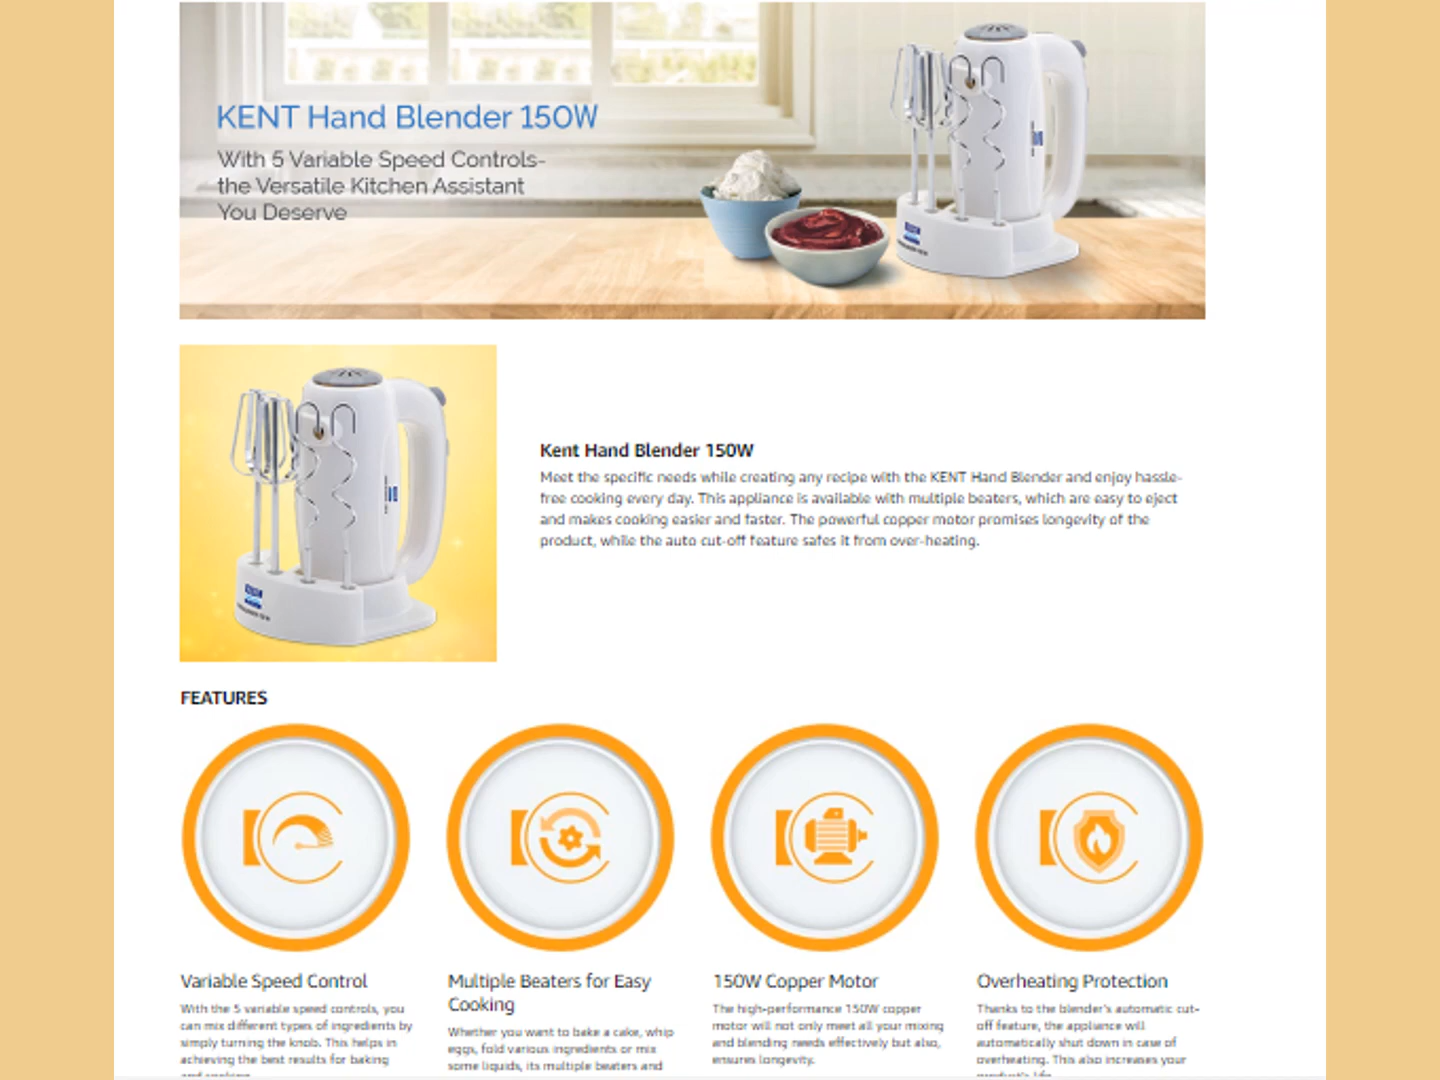 KENT Hand Blender 150W
With 5 Variable Speed Controls-
the Versatile Kitchen Assistant
You Deserve
Kent Hand Blender 150W
Meet the specific needs while creating any recipe with the KENT Hand Blender and enjoy hassle-
free cooking every day. This appliance is available with multiple beaters, which are easy to eject
and makes cooking easier and faster. The powerful copper motor promises longevity of the
product, while the auto cut-off feature safes it from over-heating.
FEATURES
Variable Speed Control
With the 5 variable speed controls, you
can mix different types of ingredients by
simply turning the knob. This helps in
achieving the best results for baking
Multiple Beaters for Easy
Cooking
Whether you want to bake a cake, whip
eggs, fold various ingredients or mix
some liquids, its multiple beaters and
150W Copper Motor
The high-performance 150W copper
motor will not only meet all your mixing
and blending needs effectively but also,
ensures longevity.
Overheating Protection
Thanks to the blender's automatic cut-
off feature, the appliance will
automatically shut down in case of
overheating. This also increases your